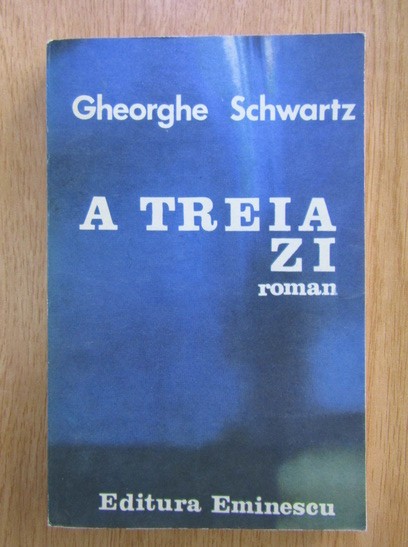 Gheorghe Schwartz
A TREIA
ZI
roman
Editura Eminescu